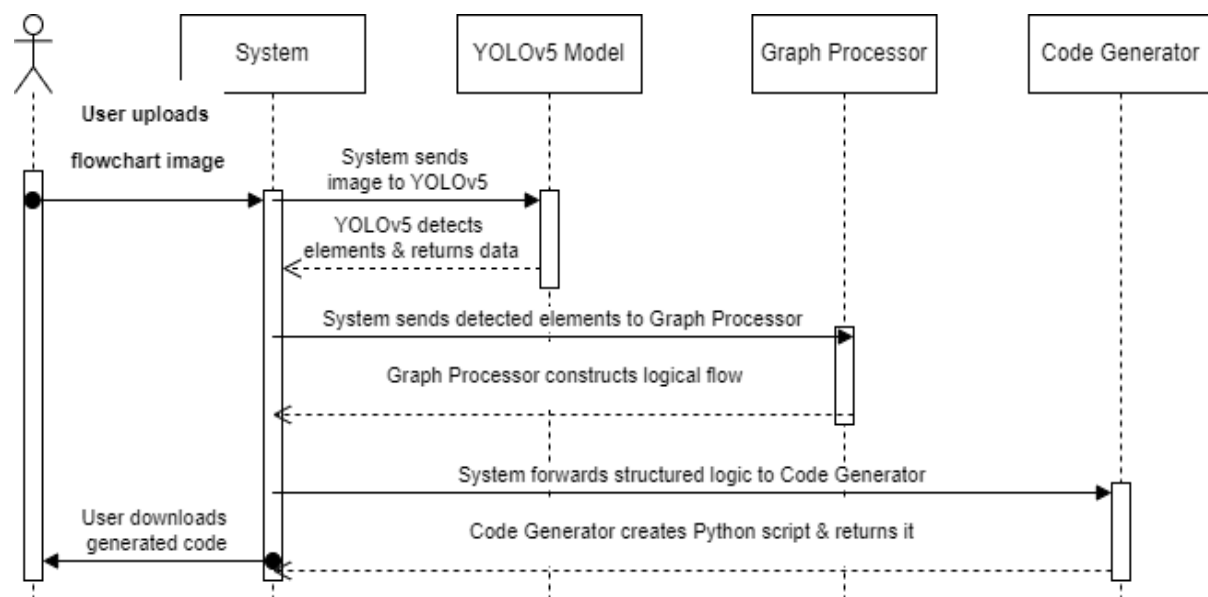 System
YOLOv5 Model
Graph Processor
Code Generator
User uploads
flowchart image
System sends
image to YOLOv5
YOLOv5 detects
elements & returns data
System sends detected elements to Graph Processor
Graph Processor constructs logical flow
System forwards structured logic to Code Generator
User downloads
generated code
Code Generator creates Python script & returns it